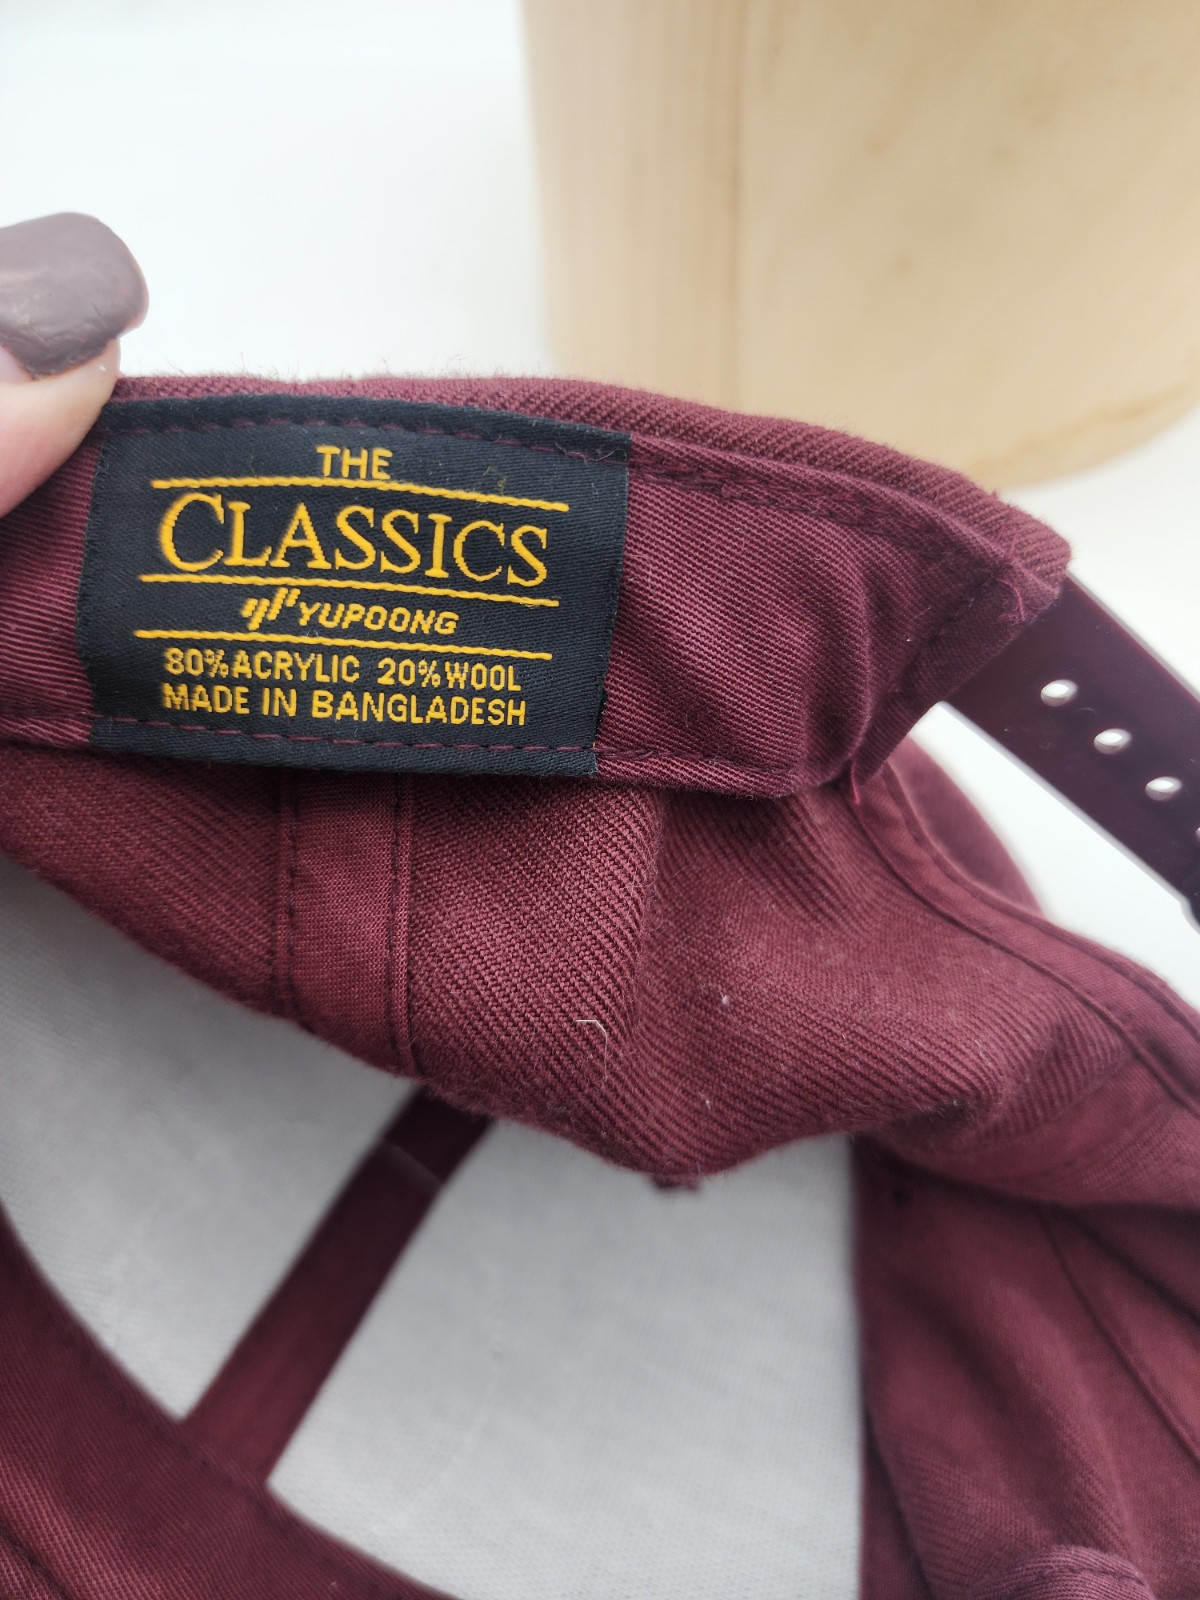 THE
CLASSICS
YUPOONG
80% ACRYLIC 20% WOOL
MADE IN BANGLADESH